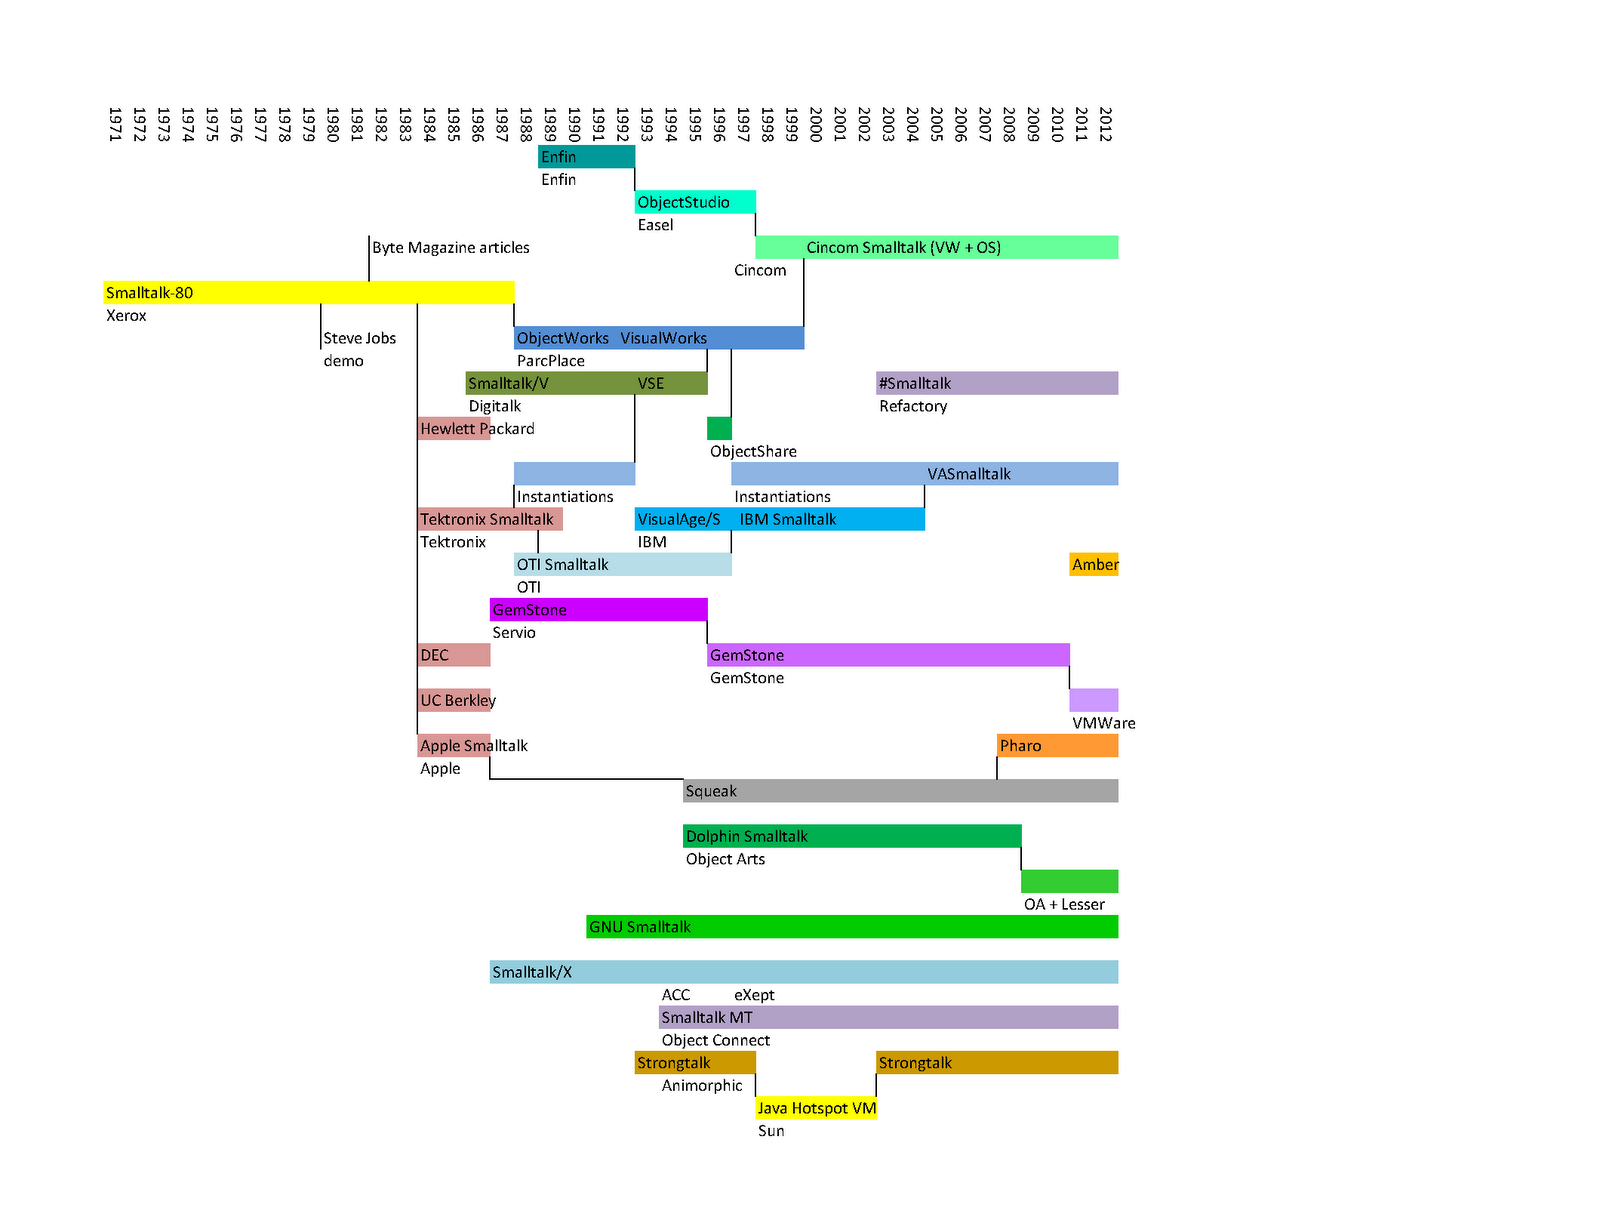 1971 1972 1973 1974 1975 1976 1977 1978 1979 1980 1981 1982 1983 1984 1985 1986 1987 1988 1989 1990 1991 1992 1993 1994 1995 1996 1997 1998 1999 2000 2001 2002 2003 2004 2005 2006 2007 2008 2009 2010 2011 2012
Enfin
Enfin
ObjectStudio
Easel
Byte Magazine articles
Cincom Smalltalk (VW + OS)
Cincom
Smalltalk-80
Xerox
Steve Jobs
demo
ObjectWorks VisualWorks
ParcPlace
Smalltalk/V VSE
#Smalltalk
Digitalk
Refactory
Hewlett Packard
ObjectShare
VASmalltalk
Instantiations
Instantiations
Tektronix Smalltalk
VisualAge/S IBM Smalltalk
Tektronix
IBM
OTI Smalltalk
Amber
OTI
GemStone
Servio
DEC
GemStone
GemStone
UC Berkley
VMWare
Apple Smalltalk
Pharo
Apple
Squeak
Dolphin Smalltalk
Object Arts
OA + Lesser
GNU Smalltalk
Smalltalk/X
ACC eXept
Smalltalk MT
Object Connect
Strongtalk
Strongtalk
Animorphic
Java Hotspot VM
Sun